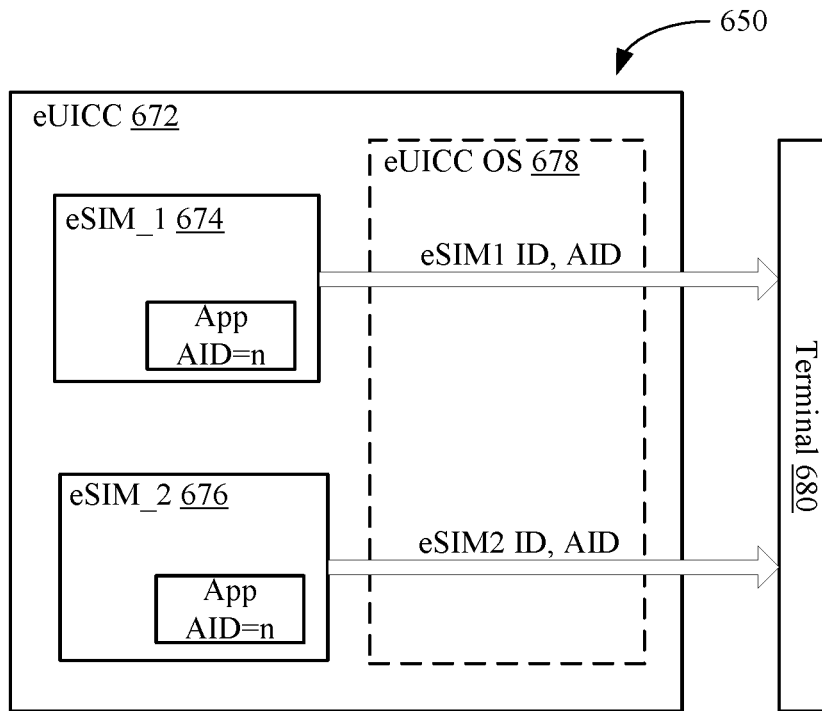 650
eUICC 672
eUICC OS 678
eSIM_1 674
eSIM1 ID, AID
App
AID=n
Terminal 680
eSIM_2 676
eSIM2 ID, AID
App
AID=n